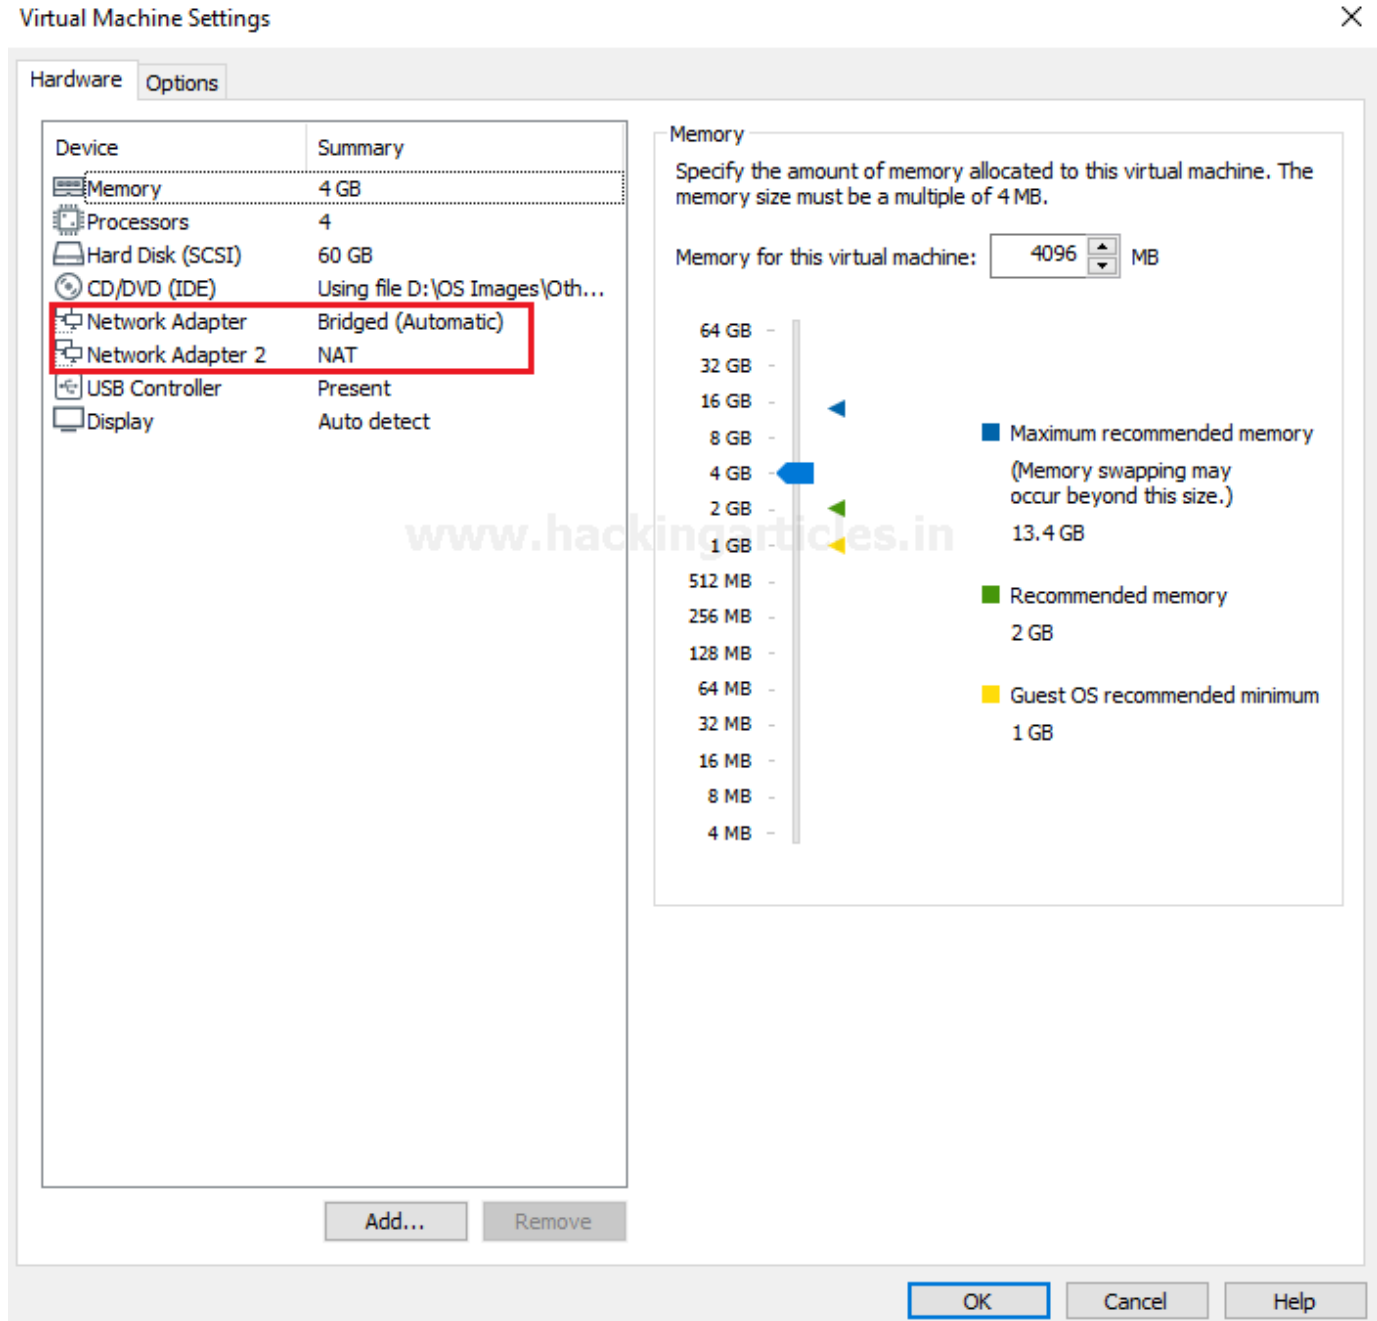 Virtual Machine Settings
Hardware
Options
Device Summary
Memory 4 GB
Processors 4
Hard Disk (SCSI) 60 GB
CD/DVD (IDE) Using file D:\OS Images\Oth...
Network Adapter Bridged (Automatic)
Network Adapter 2 NAT
USB Controller Present
Display Auto detect
Add...
Remove
Memory
Specify the amount of memory allocated to this virtual machine. The
memory size must be a multiple of 4 MB.
Memory for this virtual machine: 4096 MB
64 GB
32 GB
16 GB
8 GB
4 GB
2 GB
1 GB
512 MB
256 MB
128 MB
64 MB
32 MB
16 MB
8 MB
4 MB
Maximum recommended memory
(Memory swapping may
occur beyond this size.)
13.4 GB
Recommended memory
2 GB
Guest OS recommended minimum
1 GB
www.hackingarticles.in
OK
Cancel
Help